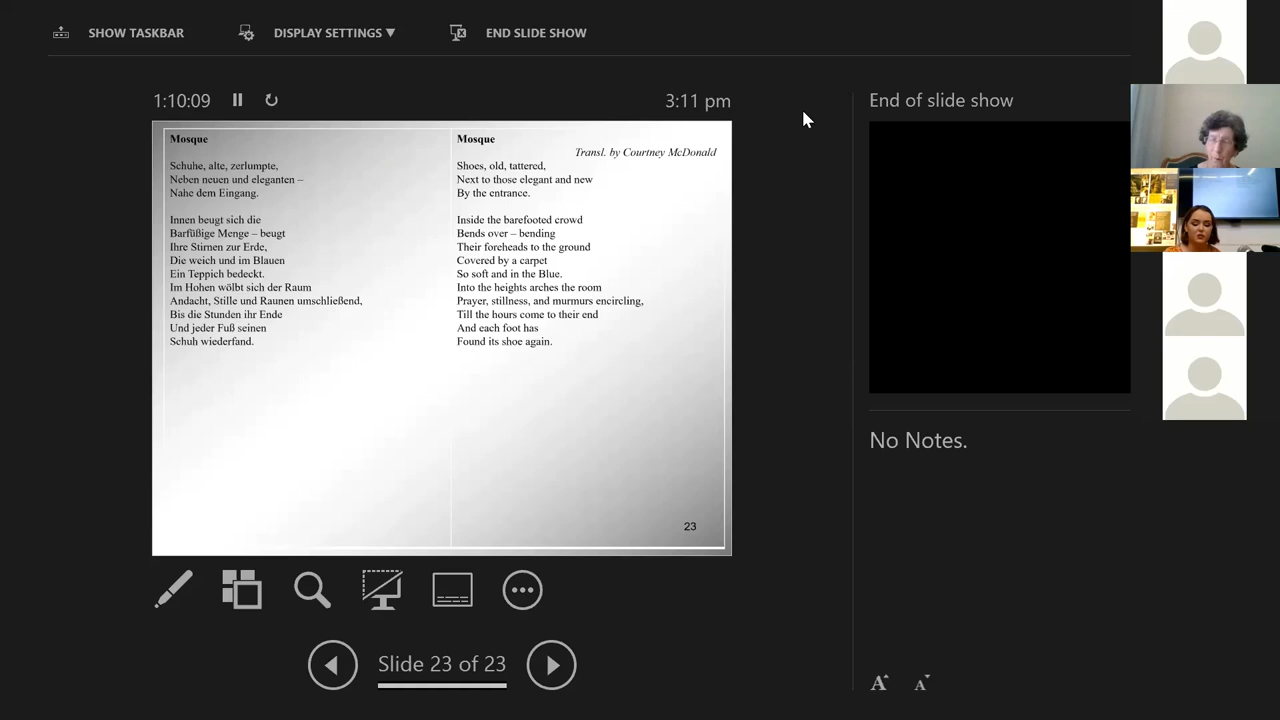 SHOW TASKBAR
DISPLAY SETTINGS ▼
END SLIDE SHOW
1:10:09
3:11 pm
Mosque
Schuhe, alte, zerlumpte,
Neben neuen und eleganten –
Nahe dem Eingang.
Innen beugt sich die
Barfüßige Menge – beugt
Ihre Stirnen zur Erde,
Die weich und im Blauen
Ein Teppich bedeckt.
Im Hohen wölbt sich der Raum
Andacht, Stille und Raunen umschließend,
Bis die Stunden ihr Ende
Und jeder Fuß seinen
Schuh wiederfand.
Mosque
Transl. by Courtney McDonald
Shoes, old, tattered,
Next to those elegant and new
By the entrance.
Inside the barefooted crowd
Bends over – bending
Their foreheads to the ground
Covered by a carpet
So soft and in the Blue.
Into the heights arches the room
Prayer, stillness, and murmurs encircling,
Till the hours come to their end
And each foot has
Found its shoe again.
23
Slide 23 of 23
End of slide show
No Notes.
A A